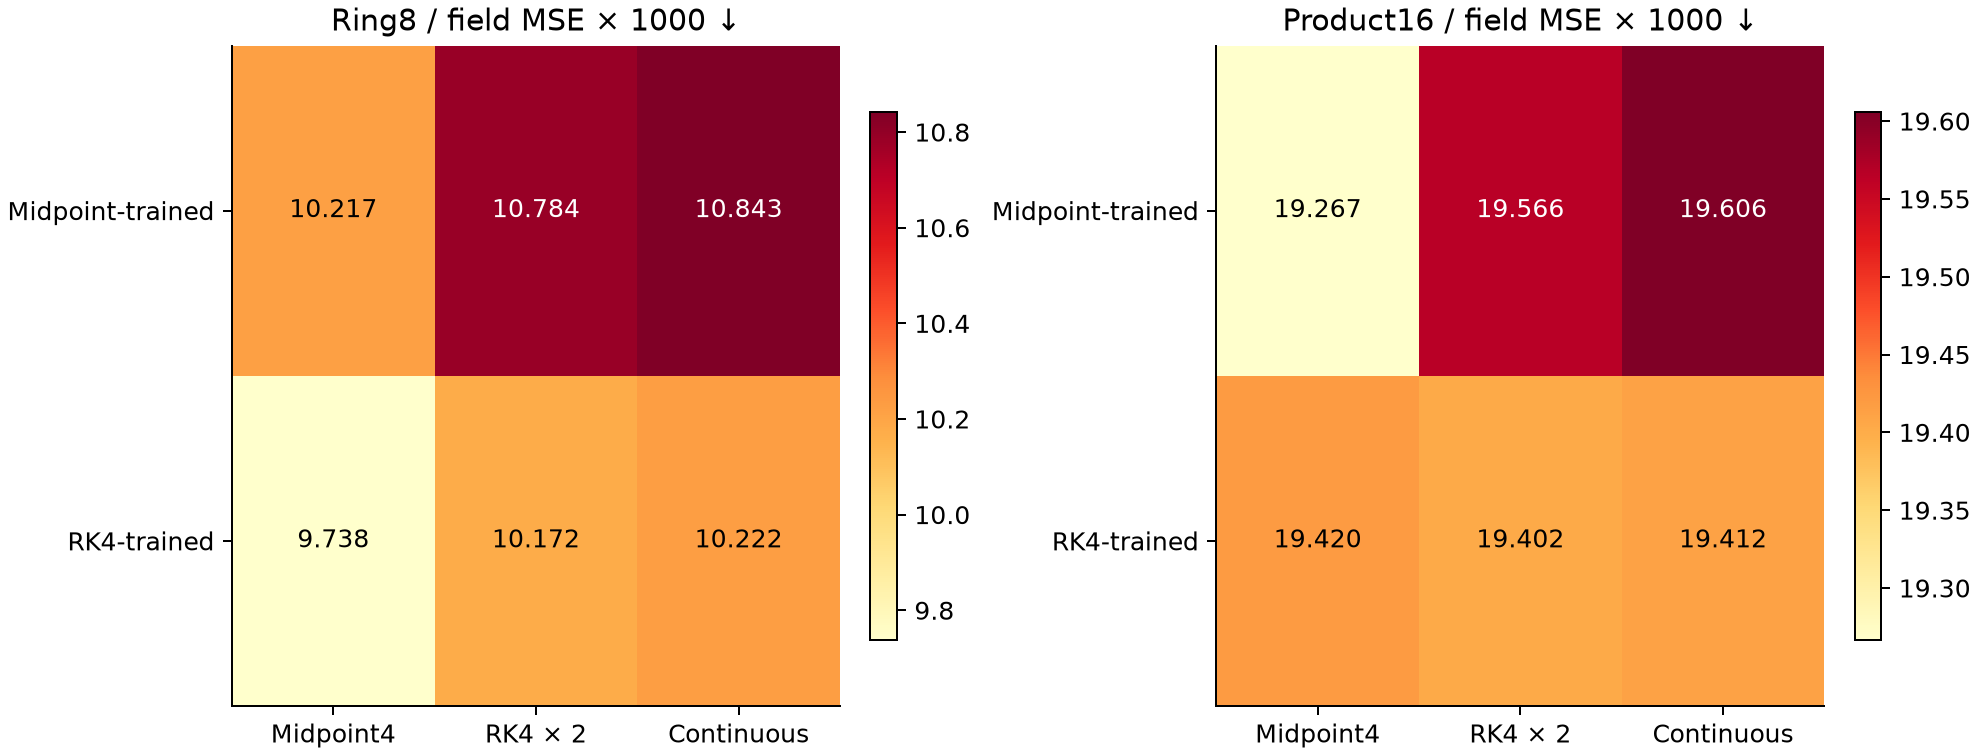 Ring8 / field MSE × 1000 ↓
Midpoint-trained
RK4-trained
10.217 10.784 10.843
9.738 10.172 10.222
Midpoint4 RK4 × 2 Continuous
10.8
10.6
10.4
10.2
10.0
9.8
Product16 / field MSE × 1000 ↓
Midpoint-trained
RK4-trained
19.267 19.566 19.606
19.420 19.402 19.412
Midpoint4 RK4 × 2 Continuous
19.60
19.55
19.50
19.45
19.40
19.35
19.30